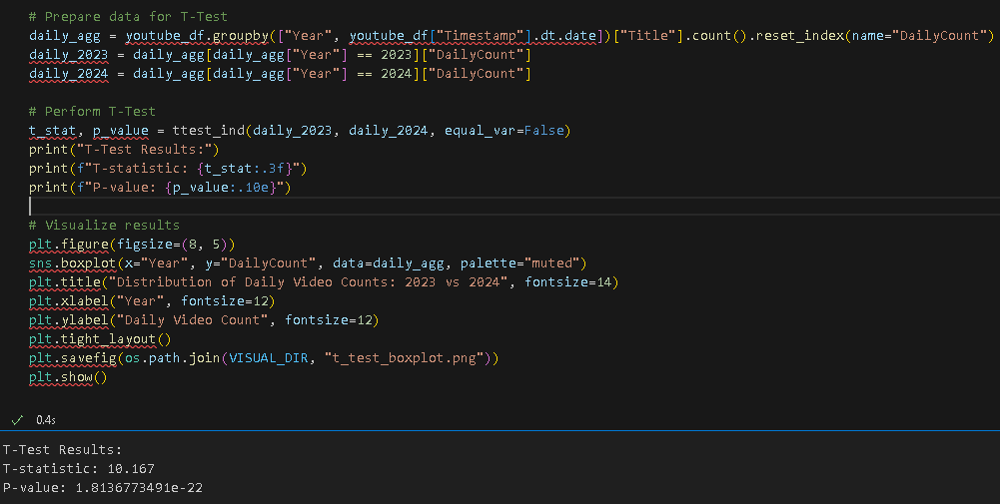 # Prepare data for T-Test
daily_agg = youtube_df.groupby(["Year", youtube_df["Timestamp"].dt.date])["Title"].count().reset_index(name="DailyCount")
daily_2023 = daily_agg[daily_agg["Year"] == 2023]["DailyCount"]
daily_2024 = daily_agg[daily_agg["Year"] == 2024]["DailyCount"]
# Perform T-Test
t_stat, p_value = ttest_ind(daily_2023, daily_2024, equal_var=False)
print("T-Test Results:")
print(f"T-statistic: {t_stat:.3f}")
print(f"P-value: {p_value:.10e}")
# Visualize results
plt.figure(figsize=(8, 5))
sns.boxplot(x="Year", y="DailyCount", data=daily_agg, palette="muted")
plt.title("Distribution of Daily Video Counts: 2023 vs 2024", fontsize=14)
plt.xlabel("Year", fontsize=12)
plt.ylabel("Daily Video Count", fontsize=12)
plt.tight_layout()
plt.savefig(os.path.join(VISUAL_DIR, "t_test_boxplot.png"))
plt.show()
0.4s
T-Test Results:
T-statistic: 10.167
P-value: 1.8136773491e-22